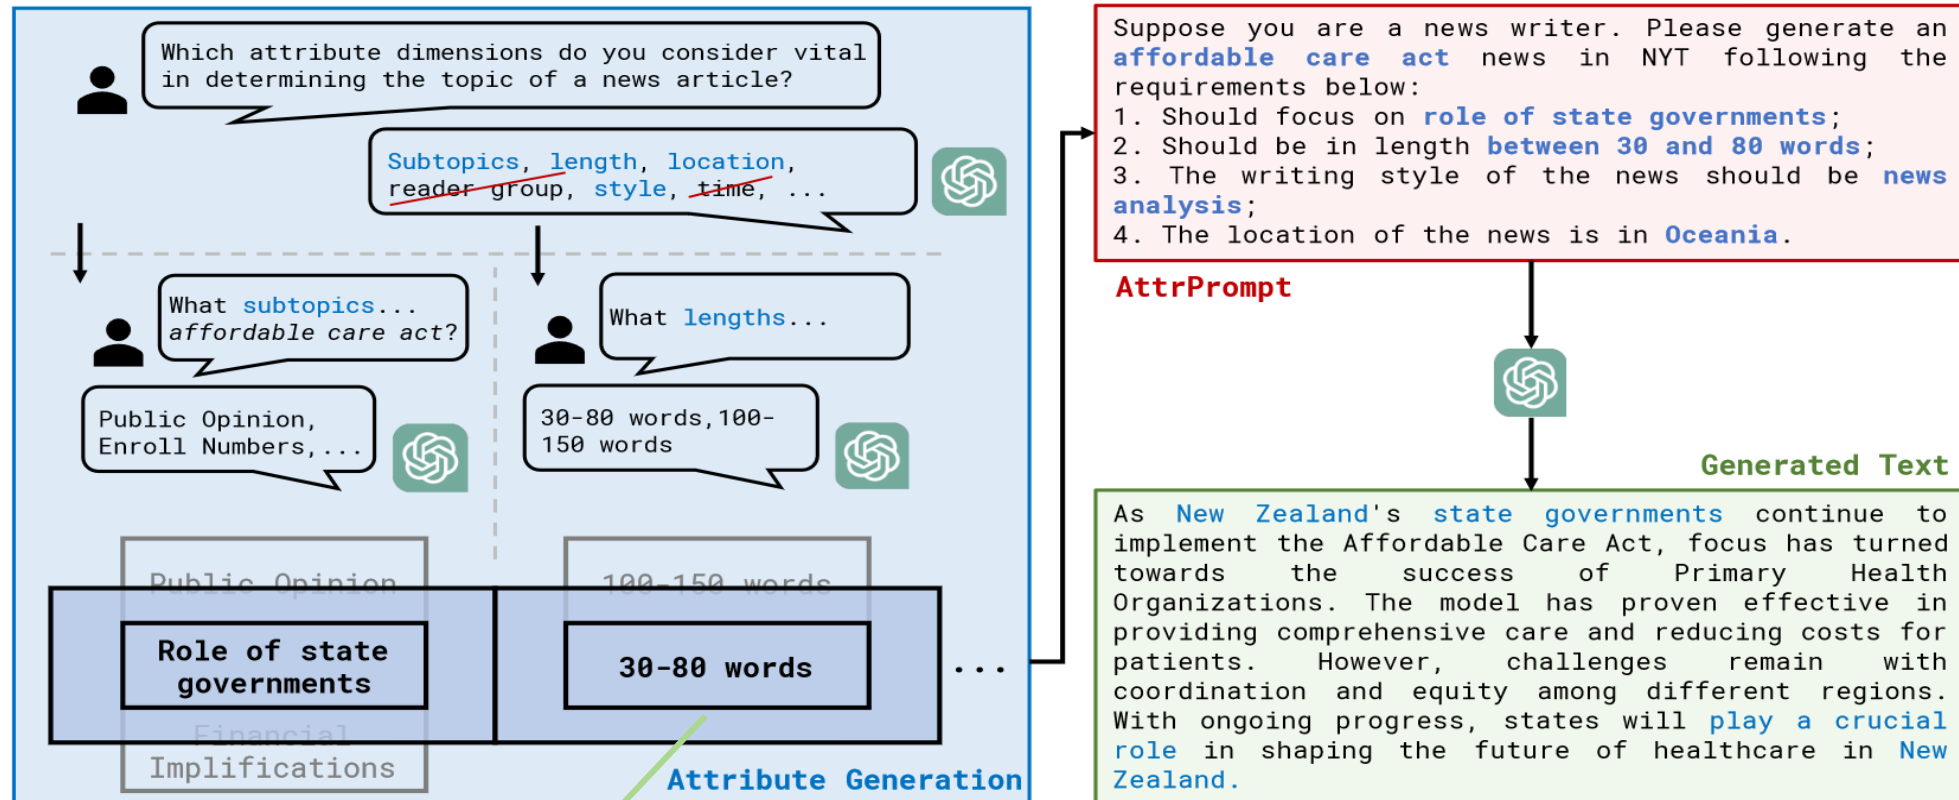 Which attribute dimensions do you consider vital
in determining the topic of a news article?
Subtopics, length, location,
reader group, style, time, ...
What subtopics...
affordable care act?
What lengths...
Public Opinion,
Enroll Numbers,...
30-80 words,100-
150 words
Public Opinion
100-150 words
Role of state
governments
30-80 words
...
Financial
Implifications
Attribute Generation
Suppose you are a news writer. Please generate an
affordable care act news in NYT following the
requirements below:
1. Should focus on role of state governments;
2. Should be in length between 30 and 80 words;
3. The writing style of the news should be news
analysis;
4. The location of the news is in Oceania.
AttrPrompt
Generated Text
As New Zealand's state governments continue to
implement the Affordable Care Act, focus has turned
towards the success of Primary Health
Organizations. The model has proven effective in
providing comprehensive care and reducing costs for
patients. However, challenges remain with
coordination and equity among different regions.
With ongoing progress, states will play a crucial
role in shaping the future of healthcare in New
Zealand.